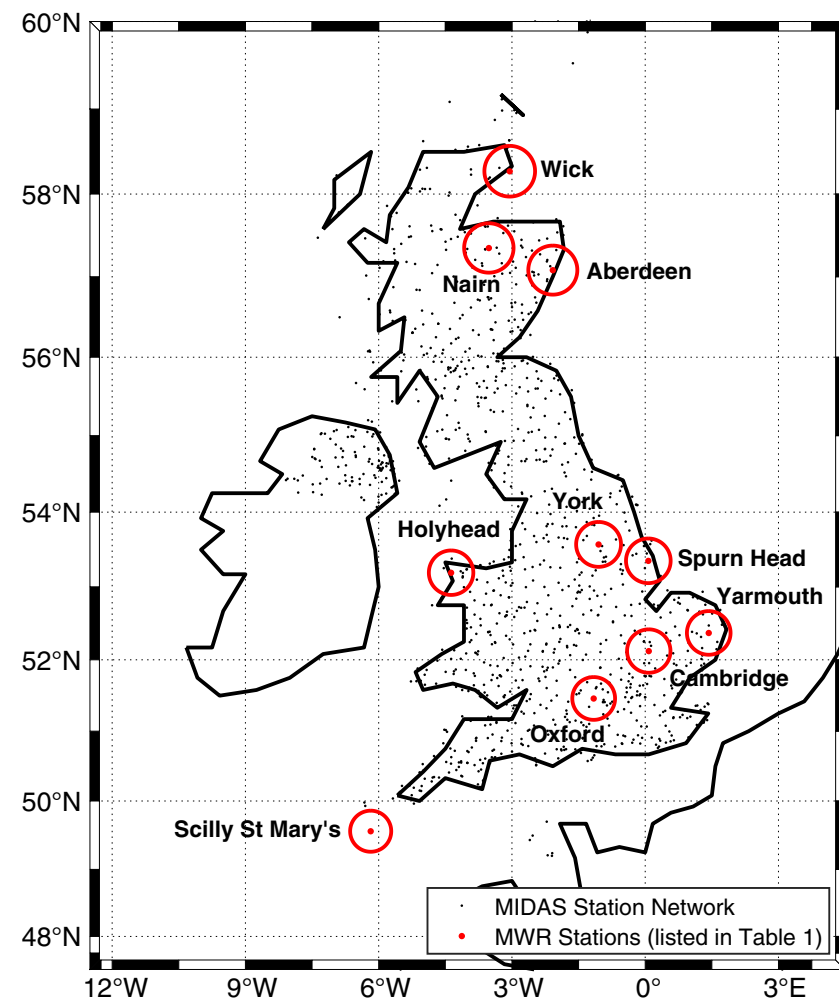 60°N
58°N
56°N
54°N
52°N
50°N
48°N
Wick
Nairn
Aberdeen
York
Holyhead
Spurn Head
Yarmouth
Cambridge
Oxford
Scilly St Mary's
MIDAS Station Network
MWR Stations (listed in Table 1)
12°W
9°W
6°W
3°W
0°
3°E